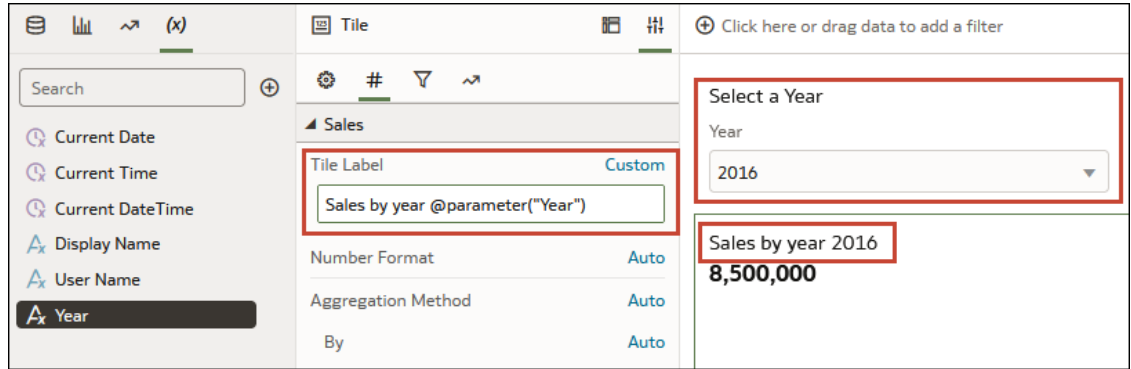 (x)
Search
Current Date
Current Time
Current DateTime
Display Name
User Name
Year
Tile
#
Sales
Tile Label Custom
Sales by year @parameter("Year")
Number Format Auto
Aggregation Method Auto
By Auto
Click here or drag data to add a filter
Select a Year
Year
2016
Sales by year 2016
8,500,000